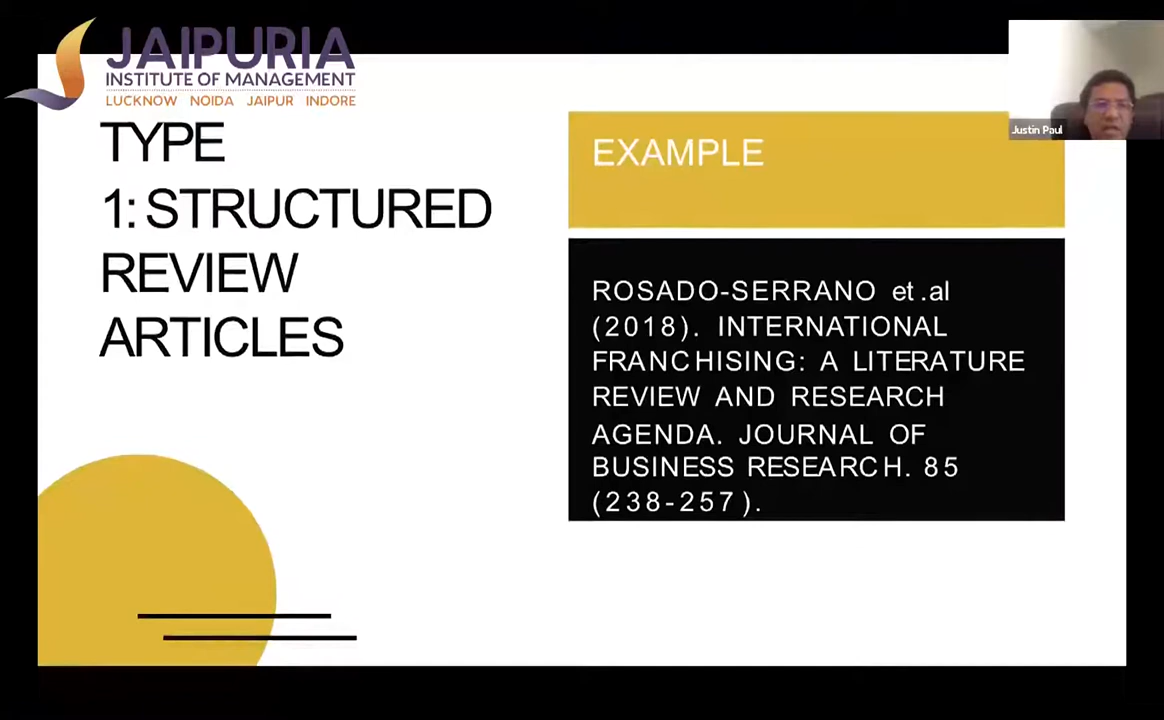 JAIPURIA
INSTITUTE OF MANAGEMENT
LUCKNOW NOIDA JAIPUR INDORE
TYPE
1: STRUCTURED
REVIEW
ARTICLES
EXAMPLE
ROSADO-SERRANO et .al
(2018). INTERNATIONAL
FRANCHISING: A LITERATURE
REVIEW AND RESEARCH
AGENDA. JOURNAL OF
BUSINESS RESEARCH. 85
(238-257).
Justin Paul